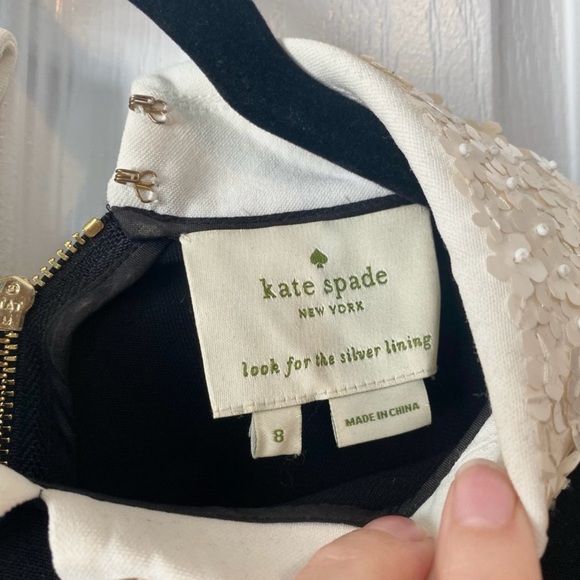 kate spade
NEW YORK
look for the silver lining
8
MADE IN CHINA